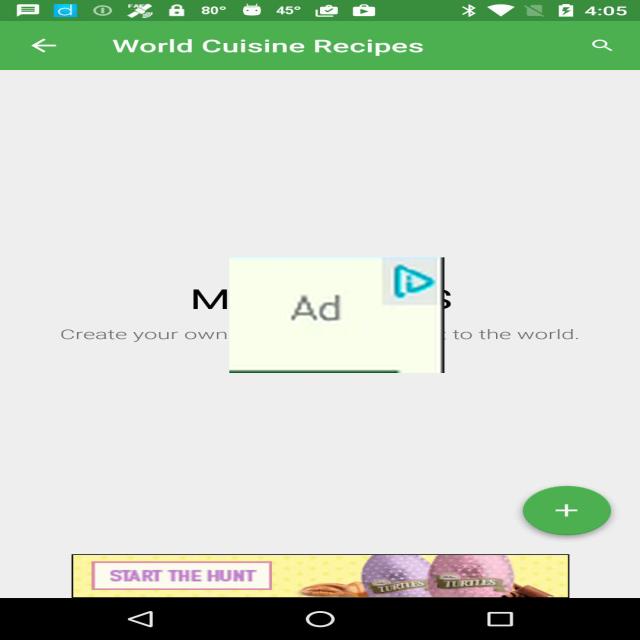 80° 45° 4:05
World Cuisine Recipes
Ad
Create your own to the world.
START THE HUNT
TURTLES TURTLES